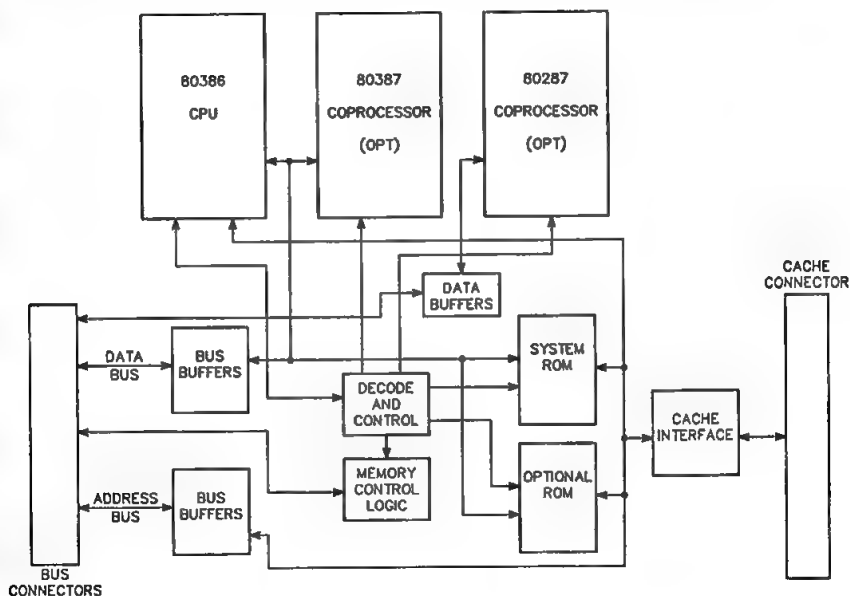 80386
CPU
80387
COPROCESSOR
(OPT)
80287
COPROCESSOR
(OPT)
CACHE
CONNECTOR
DATA
BUFFERS
DATA
BUS
BUS
BUFFERS
SYSTEM
ROM
DECODE
AND
CONTROL
CACHE
INTERFACE
MEMORY
CONTROL
LOGIC
OPTIONAL
ROM
ADDRESS
BUS
BUS
BUFFERS
BUS
CONNECTORS